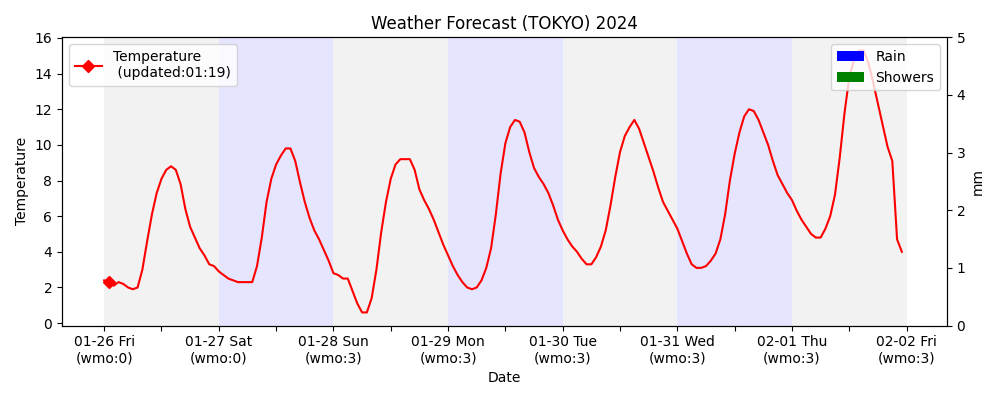 Weather Forecast (TOKYO) 2024
Temperature
(updated:01:19)
Rain
Showers
16
14
12
10
8
6
4
2
0
Temperature
5
4
3
2
1
0
mm
01-26 Fri
(wmo:0)
01-27 Sat
(wmo:0)
01-28 Sun
(wmo:3)
01-29 Mon
(wmo:3)
01-30 Tue
(wmo:3)
01-31 Wed
(wmo:3)
02-01 Thu
(wmo:3)
02-02 Fri
(wmo:3)
Date